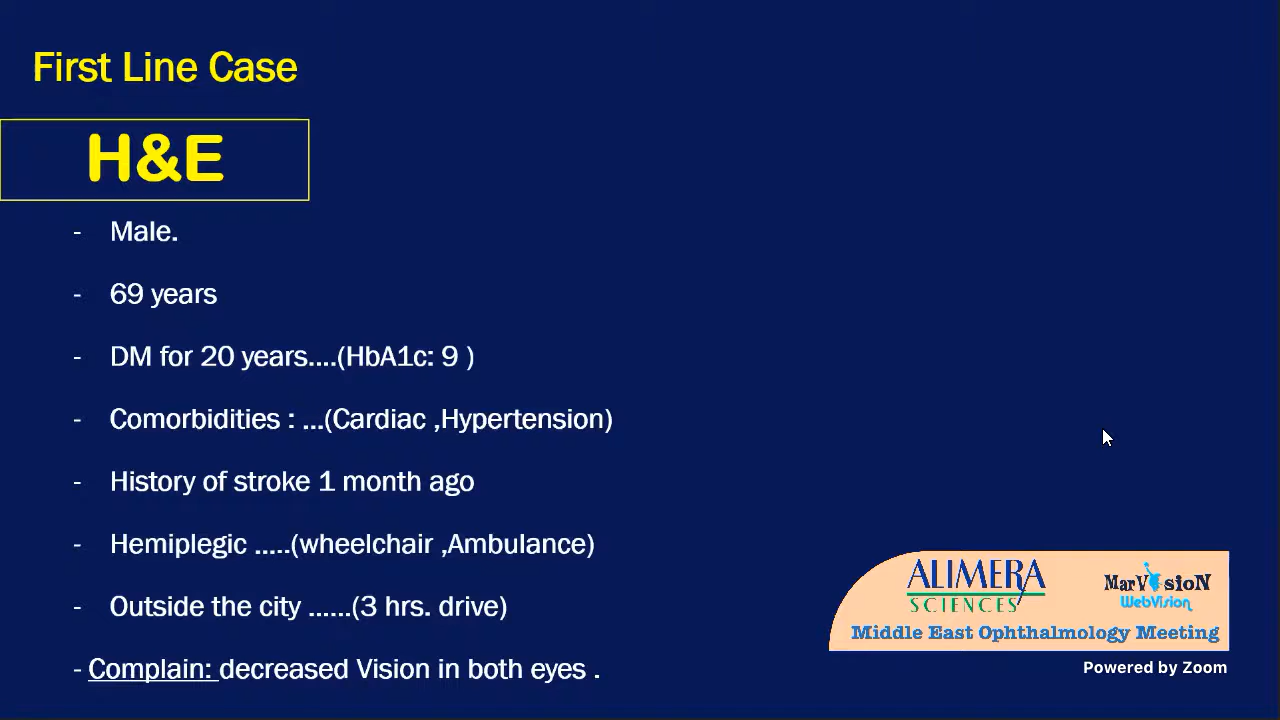 First Line Case
H&E
- Male.
- 69 years
- DM for 20 years....(HbA1c: 9 )
- Comorbidities : ...(Cardiac ,Hypertension)
- History of stroke 1 month ago
- Hemiplegic .....(wheelchair ,Ambulance)
- Outside the city ......(3 hrs. drive)
- Complain: decreased Vision in both eyes .
ALIMERA
SCIENCES
MarVisioN
WebVision
Middle East Ophthalmology Meeting
Powered by Zoom